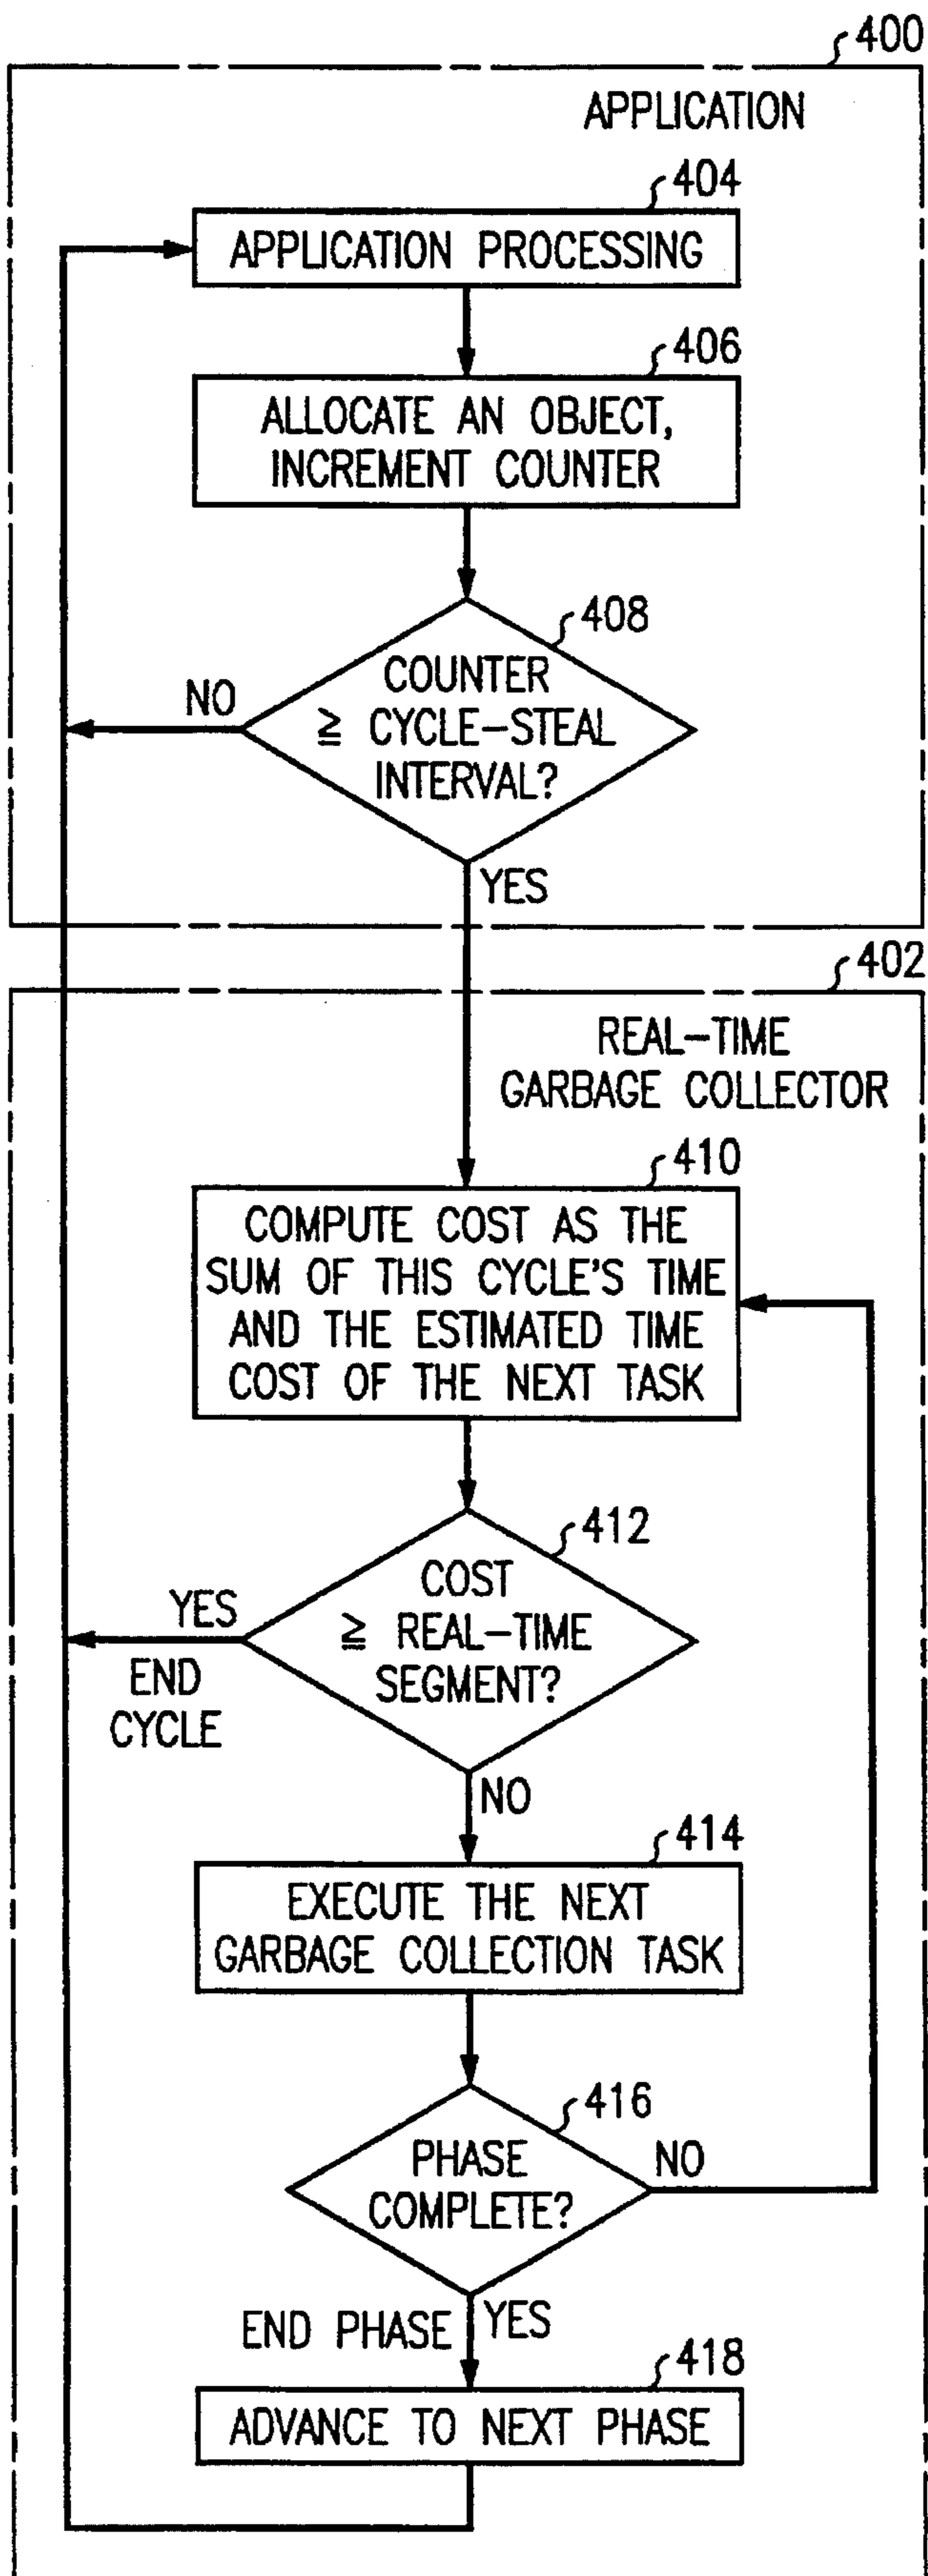 400
APPLICATION
404
APPLICATION PROCESSING
406
ALLOCATE AN OBJECT,
INCREMENT COUNTER
408
COUNTER
≧ CYCLE-STEAL
INTERVAL?
NO
YES
402
REAL-TIME
GARBAGE COLLECTOR
410
COMPUTE COST AS THE
SUM OF THIS CYCLE'S TIME
AND THE ESTIMATED TIME
COST OF THE NEXT TASK
412
COST
≧ REAL-TIME
SEGMENT?
YES
END
CYCLE
NO
414
EXECUTE THE NEXT
GARBAGE COLLECTION TASK
416
PHASE
COMPLETE?
NO
END PHASE
YES
418
ADVANCE TO NEXT PHASE